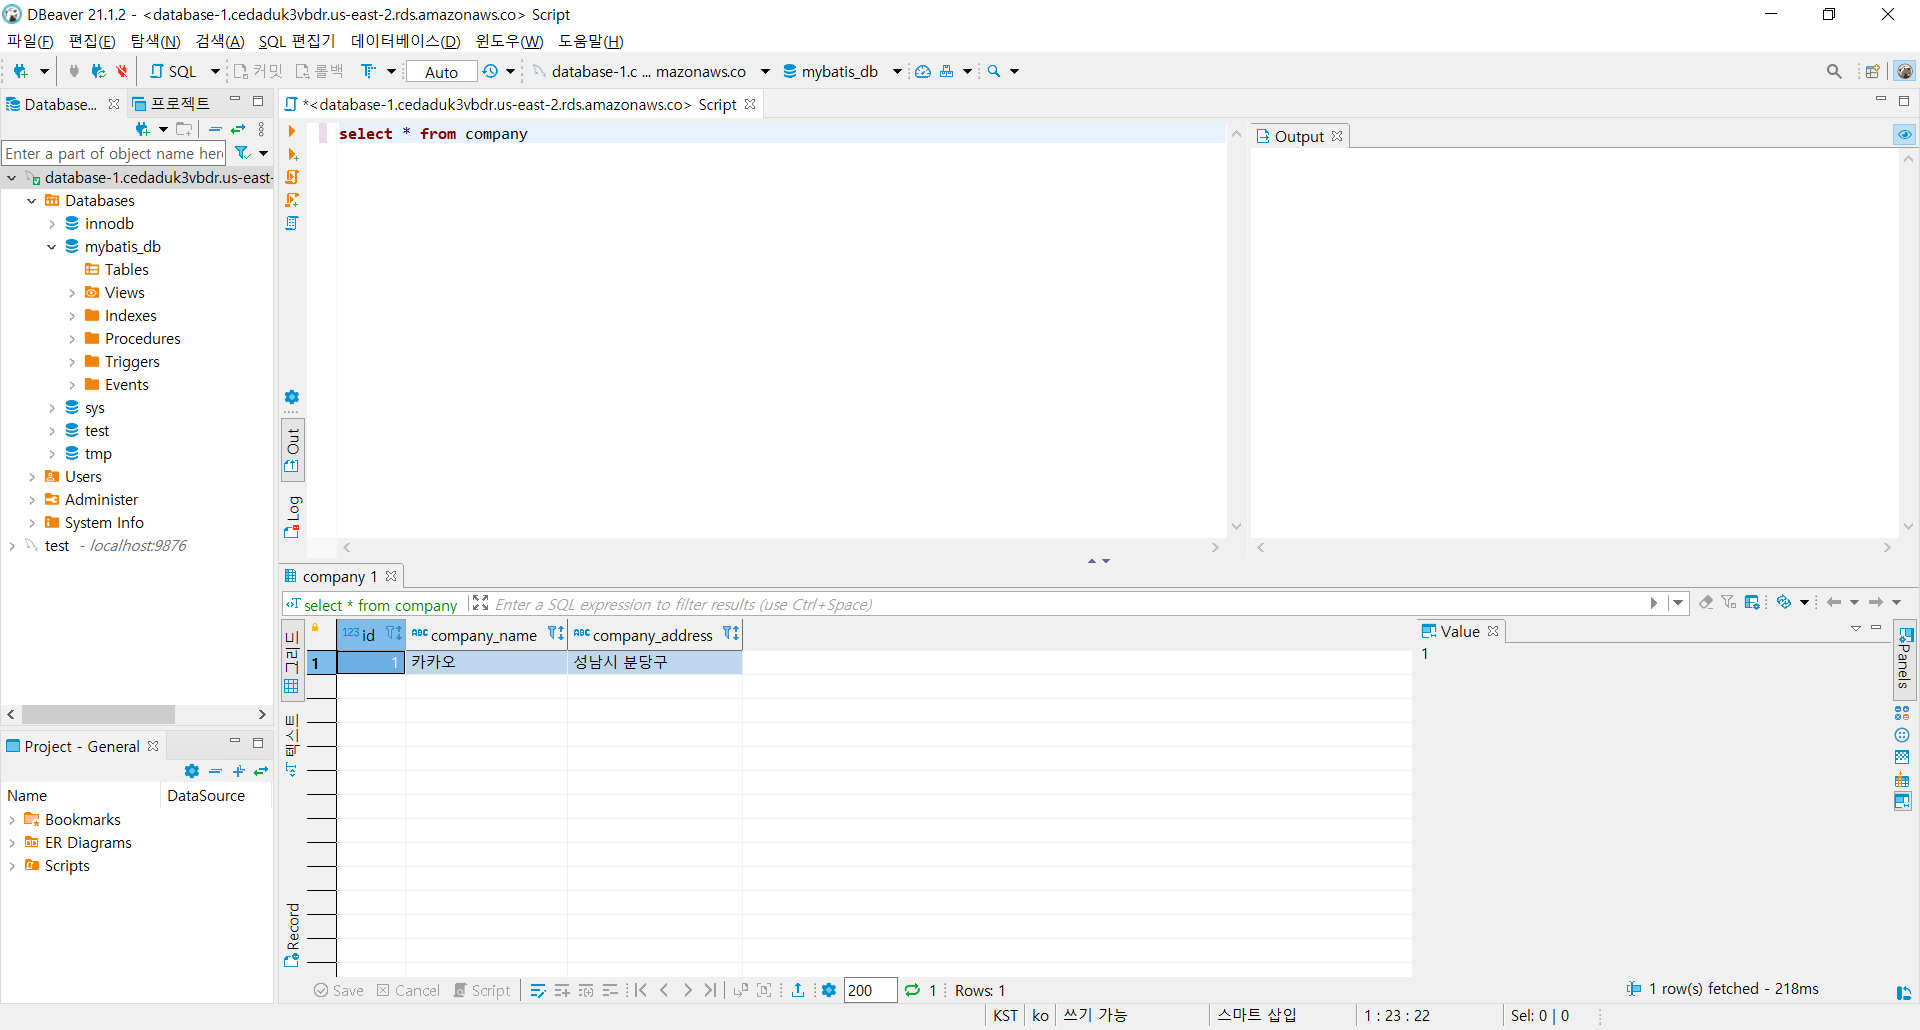 DBeaver 21.1.2 - <database-1.cedaduk3vbdr.us-east-2.rds.amazonaws.co> Script
파일(F) 편집(E) 탐색(N) 검색(A) SQL 편집기 데이터베이스(D) 윈도우(W) 도움말(H)
SQL 커밋 롤백 Auto database-1.c ... mazonaws.co mybatis_db
Database... 프로젝트
Enter a part of object name her
database-1.cedaduk3vbdr.us-east-
Databases
innodb
mybatis_db
Tables
Views
Indexes
Procedures
Triggers
Events
sys
test
tmp
Users
Administer
System Info
test - localhost:9876
Project - General
Name DataSource
Bookmarks
ER Diagrams
Scripts
*<database-1.cedaduk3vbdr.us-east-2.rds.amazonaws.co> Script
select * from company
Out
Log
Output
company 1
select * from company Enter a SQL expression to filter results (use Ctrl+Space)
그리드
텍스트
Record
123 id ABC company_name ABC company_address
1 1 카카오 성남시 분당구
Value
1
Panels
Save Cancel Script 200 1 Rows: 1
1 row(s) fetched - 218ms
KST ko 쓰기 가능 스마트 삽입 1 : 23 : 22 Sel: 0 | 0